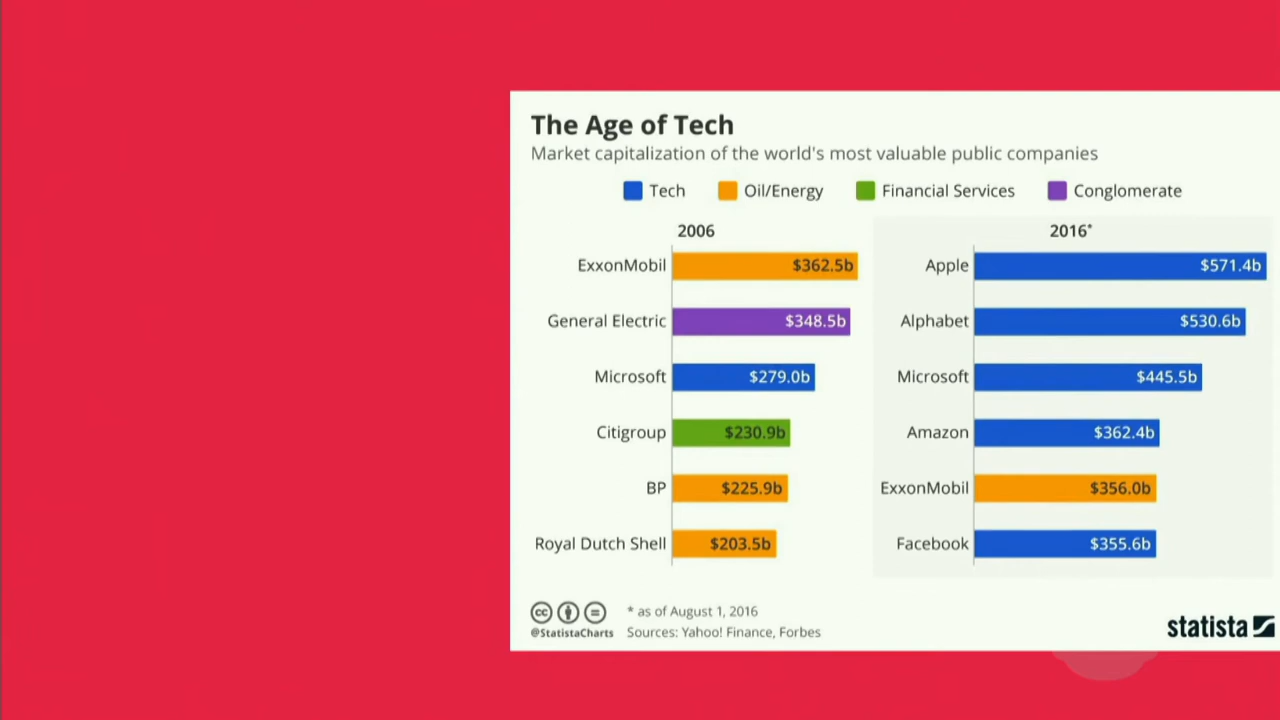 The Age of Tech
Market capitalization of the world's most valuable public companies
Tech Oil/Energy Financial Services Conglomerate
2006
ExxonMobil $362.5b
General Electric $348.5b
Microsoft $279.0b
Citigroup $230.9b
BP $225.9b
Royal Dutch Shell $203.5b
2016*
Apple $571.4b
Alphabet $530.6b
Microsoft $445.5b
Amazon $362.4b
ExxonMobil $356.0b
Facebook $355.6b
cc
@StatistaCharts
* as of August 1, 2016
Sources: Yahoo! Finance, Forbes
statista